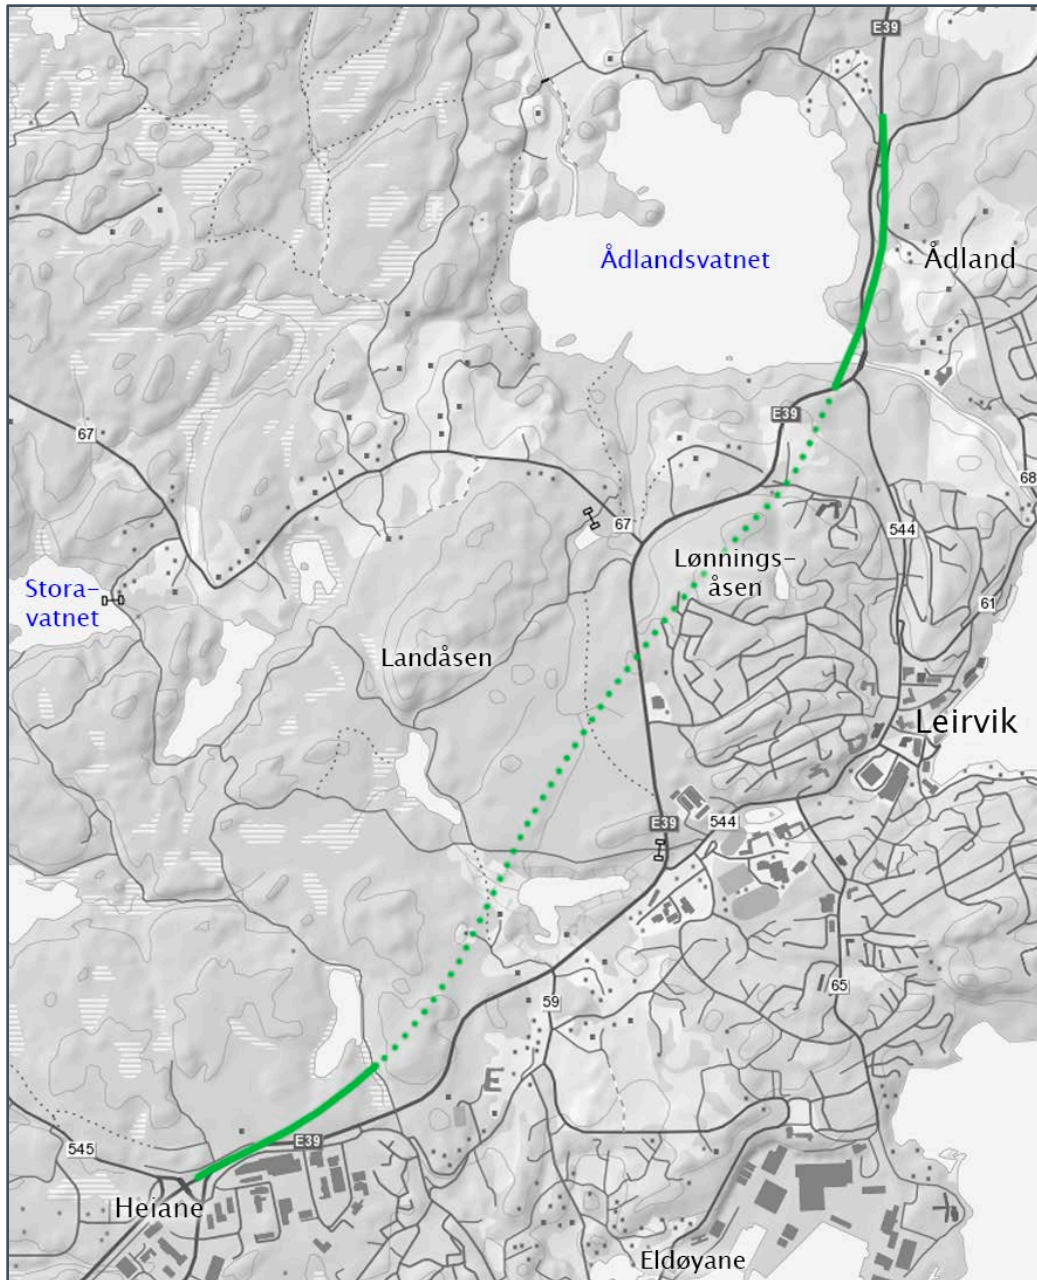 E39
Ådlandsvatnet
Ådland
E39
67
68
67
544
Lønnings-
åsen
Stora-
vatnet
61
Landåsen
Leirvik
E39
544
65
59
E
E39
545
Heiane
Eldøyane